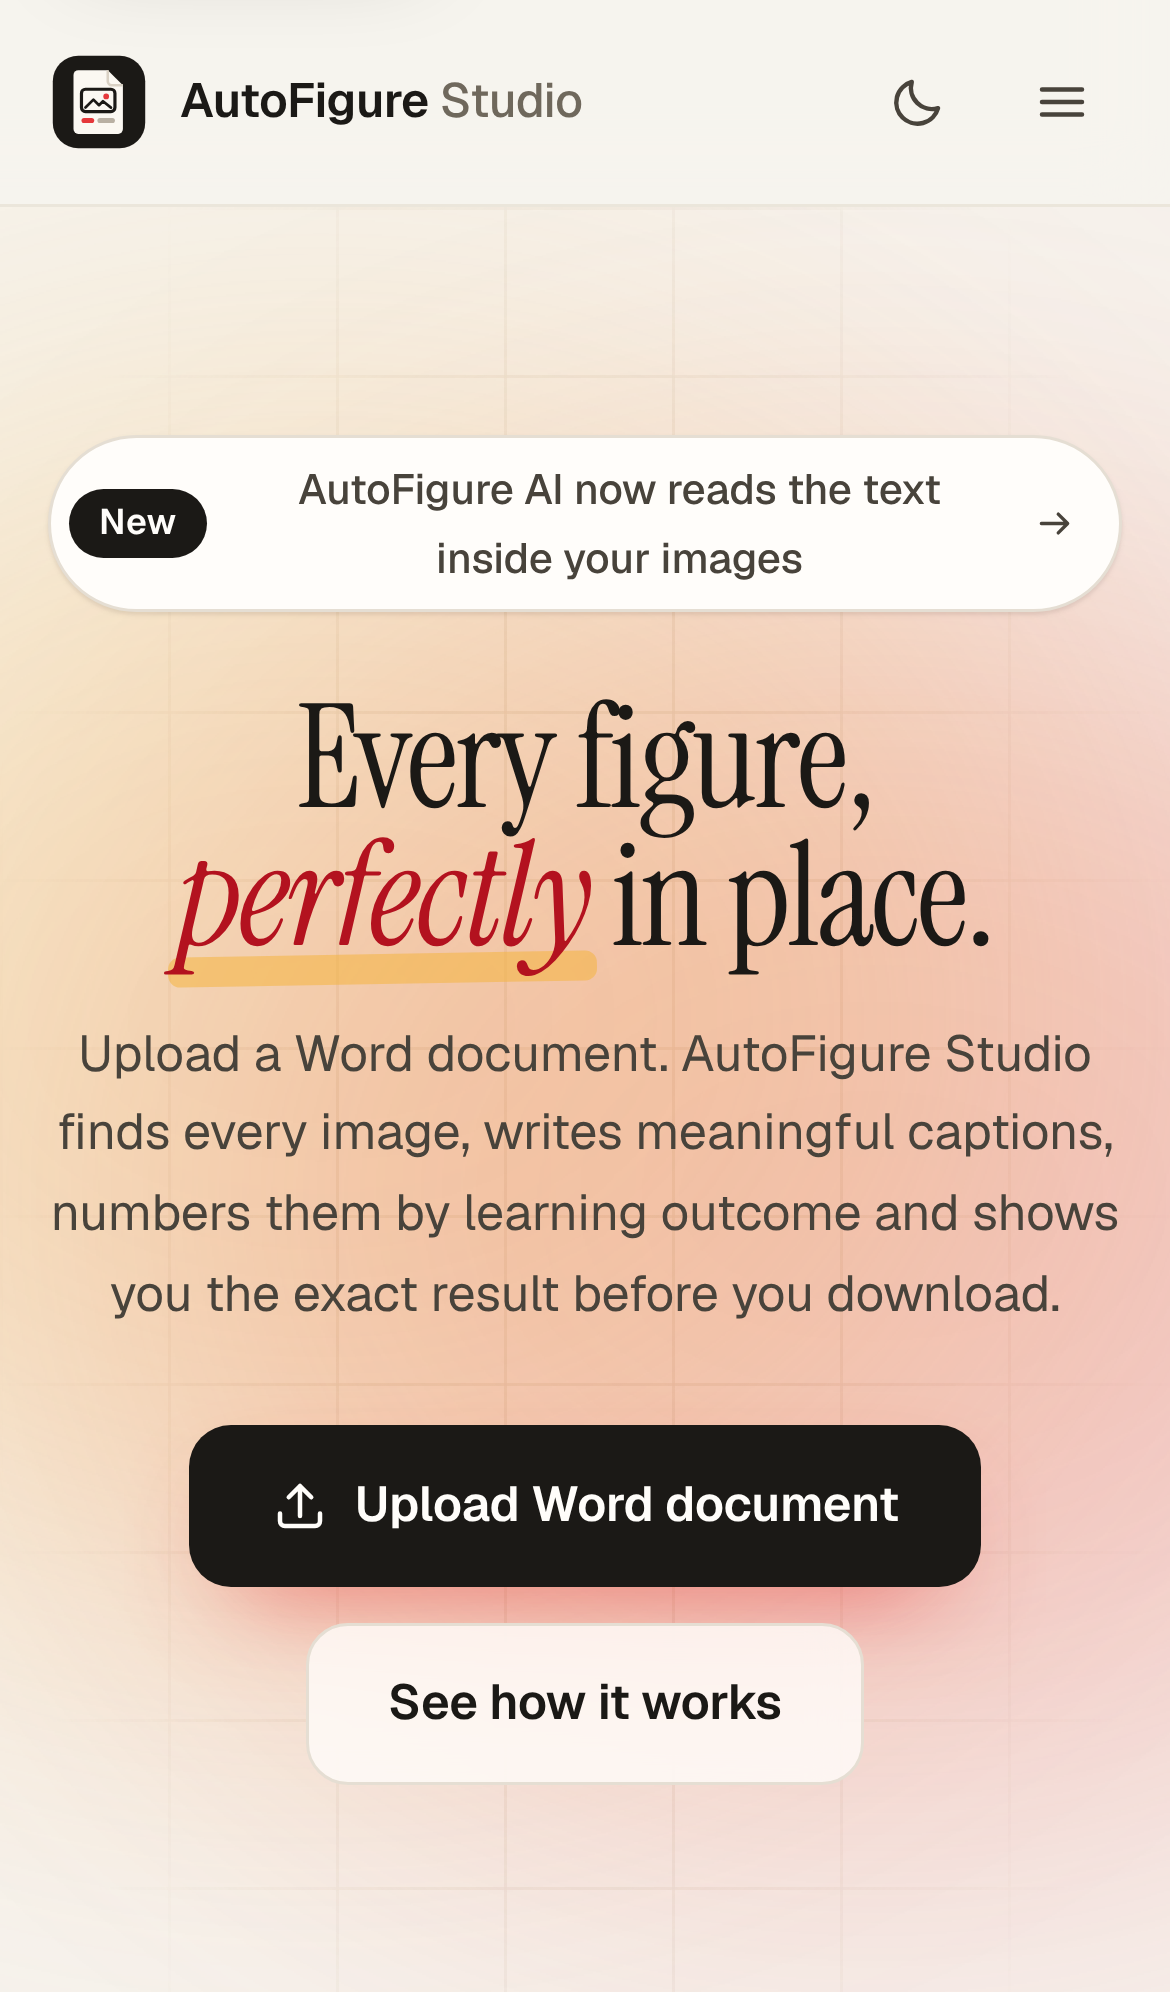 AutoFigure Studio
New
AutoFigure AI now reads the text
inside your images
Every figure,
perfectly in place.
Upload a Word document. AutoFigure Studio
finds every image, writes meaningful captions,
numbers them by learning outcome and shows
you the exact result before you download.
Upload Word document
See how it works